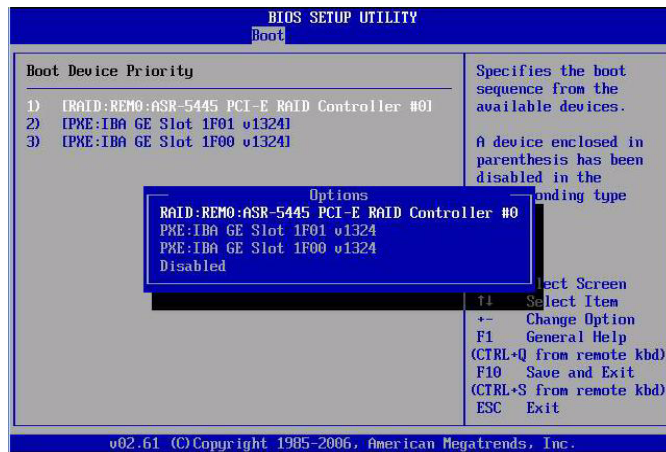 BIOS SETUP UTILITY
Boot
Boot Device Priority
1) [RAID:REM0:ASR-5445 PCI-E RAID Controller #0]
2) [PXE:IBA GE Slot 1F01 v1324]
3) [PXE:IBA GE Slot 1F00 v1324]
Options
RAID:REM0:ASR-5445 PCI-E RAID Controller #0
PXE:IBA GE Slot 1F01 v1324
PXE:IBA GE Slot 1F00 v1324
Disabled
Specifies the boot
sequence from the
available devices.
A device enclosed in
parenthesis has been
disabled in the
onding type
lect Screen
↑↓ Select Item
+- Change Option
F1 General Help
(CTRL+Q from remote kbd)
F10 Save and Exit
(CTRL+S from remote kbd)
ESC Exit
v02.61 (C)Copyright 1985-2006, American Megatrends, Inc.